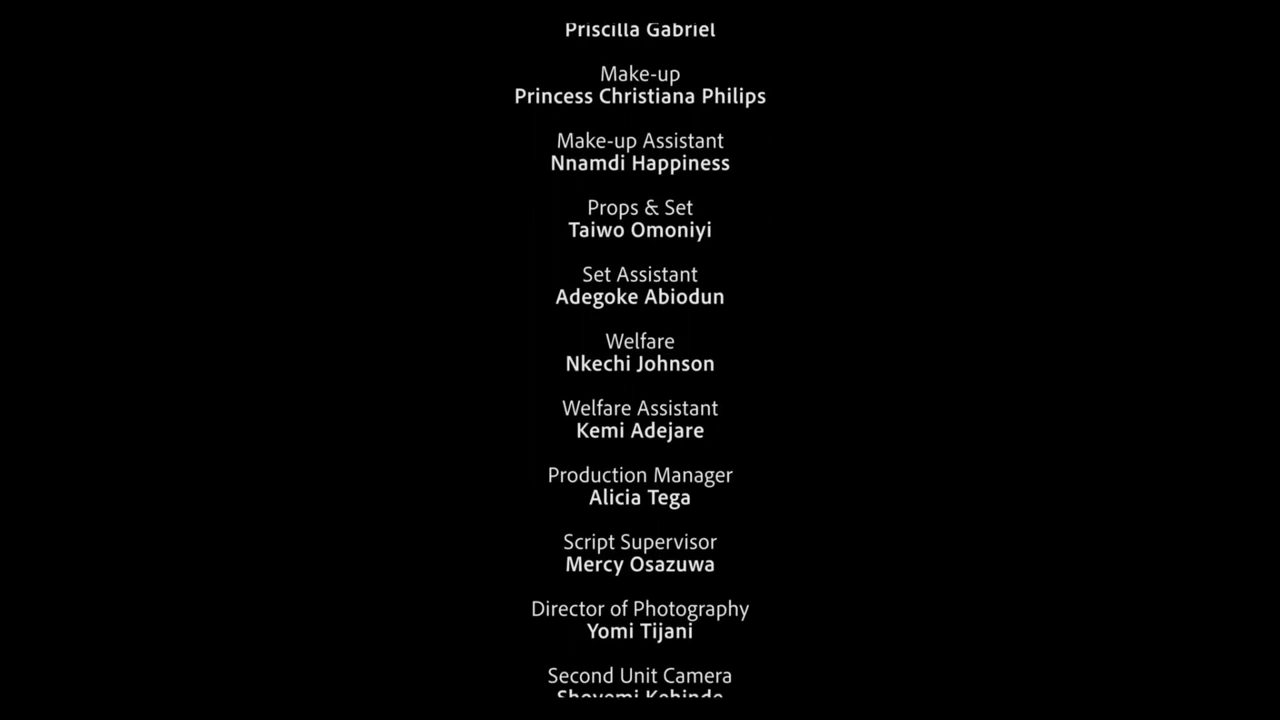 Priscilla Gabriel
Make-up
Princess Christiana Philips
Make-up Assistant
Nnamdi Happiness
Props & Set
Taiwo Omoniyi
Set Assistant
Adegoke Abiodun
Welfare
Nkechi Johnson
Welfare Assistant
Kemi Adejare
Production Manager
Alicia Tega
Script Supervisor
Mercy Osazuwa
Director of Photography
Yomi Tijani
Second Unit Camera
Shoyemi Kehinde